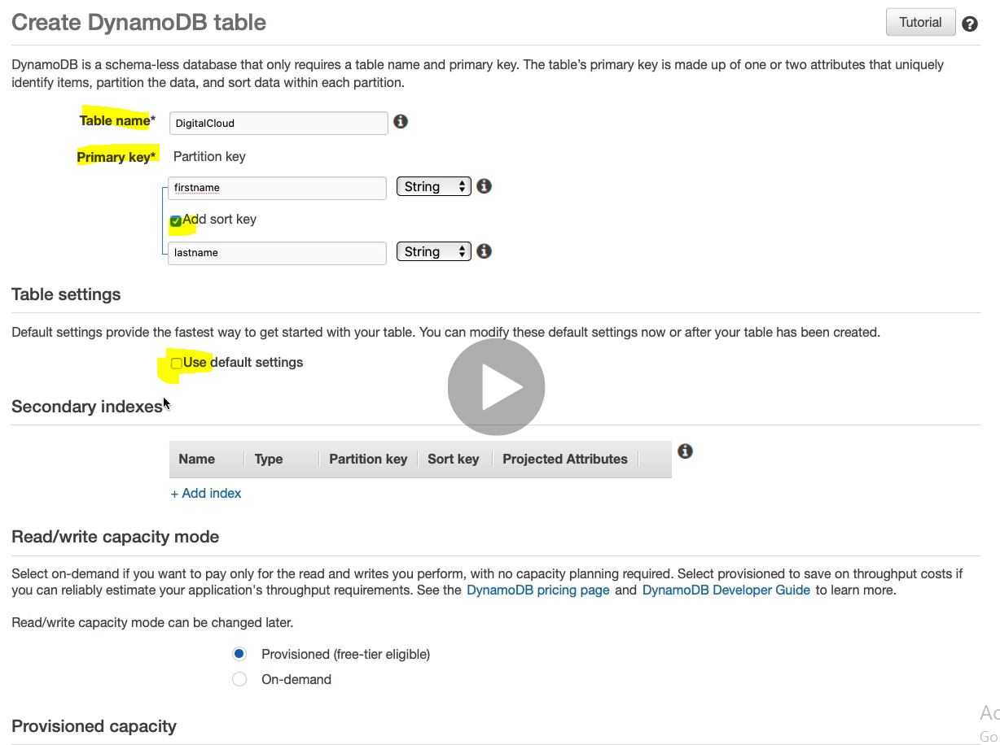 Create DynamoDB table
Tutorial
DynamoDB is a schema-less database that only requires a table name and primary key. The table's primary key is made up of one or two attributes that uniquely
identify items, partition the data, and sort data within each partition.
Table name* DigitalCloud
Primary key* Partition key
firstname String
Add sort key
lastname String
Table settings
Default settings provide the fastest way to get started with your table. You can modify these default settings now or after your table has been created.
Use default settings
Secondary indexes
Name Type Partition key Sort key Projected Attributes
+ Add index
Read/write capacity mode
Select on-demand if you want to pay only for the read and writes you perform, with no capacity planning required. Select provisioned to save on throughput costs if
you can reliably estimate your application's throughput requirements. See the DynamoDB pricing page and DynamoDB Developer Guide to learn more.
Read/write capacity mode can be changed later.
Provisioned (free-tier eligible)
On-demand
Provisioned capacity
Go